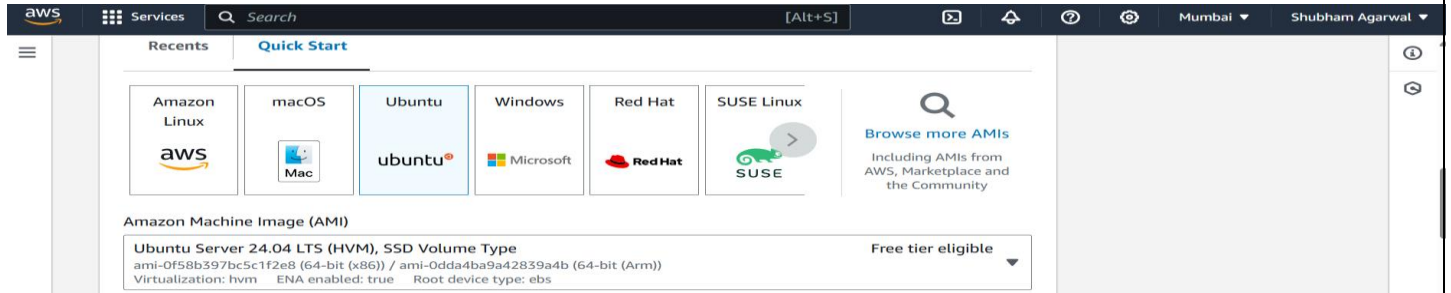 aws Services Search [Alt+S] Mumbai Shubham Agarwal
Recents Quick Start
Amazon Linux
aws
macOS
Mac
Ubuntu
ubuntu
Windows
Microsoft
Red Hat
Red Hat
SUSE Linux
SUSE
Browse more AMIs
Including AMIs from
AWS, Marketplace and
the Community
Amazon Machine Image (AMI)
Ubuntu Server 24.04 LTS (HVM), SSD Volume Type Free tier eligible
ami-0f58b397bc5c1f2e8 (64-bit (x86)) / ami-0dda4ba9a42839a4b (64-bit (Arm))
Virtualization: hvm ENA enabled: true Root device type: ebs